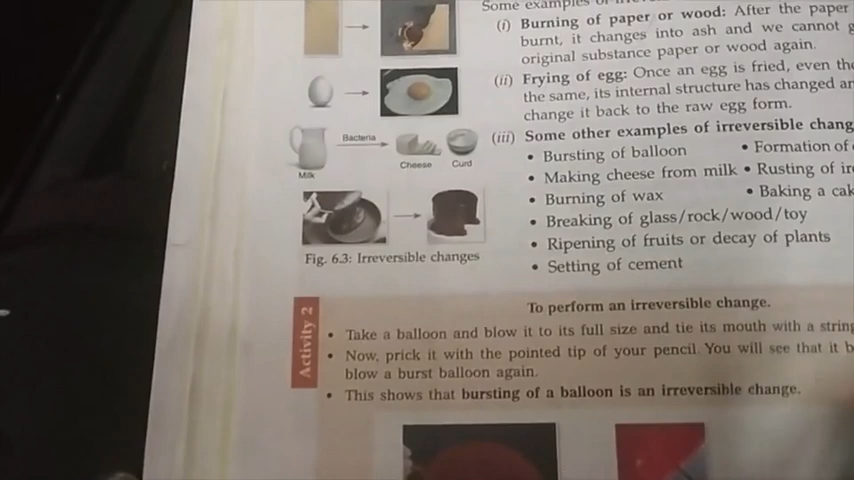 Some examples of
(i) Burning of paper or wood: After the paper
burnt, it changes into ash and we cannot
original substance paper or wood again.
(ii) Frying of egg: Once an egg is fried, even the
the same, its internal structure has changed
change it back to the raw egg form.
(iii) Some other examples of irreversible
• Bursting of balloon • Formation of
• Making cheese from milk • Rusting of
• Burning of wax • Baking a
• Breaking of glass/rock/wood/toy
• Ripening of fruits or decay of plants
• Setting of cement
Bacteria
Milk
Cheese
Curd
Fig. 6.3: Irreversible changes
Activity 2
To perform an irreversible change.
• Take a balloon and blow it to its full size and tie its mouth with a string
• Now, prick it with the pointed tip of your pencil. You will see that it
blow a burst balloon again.
• This shows that bursting of a balloon is an irreversible change.